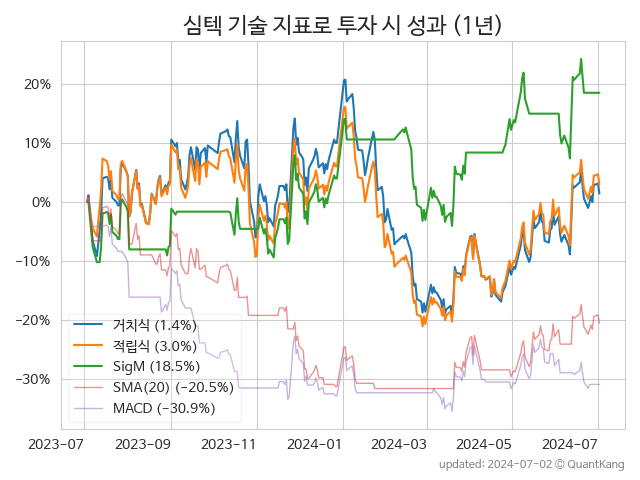 심텍 기술 지표로 투자 시 성과 (1년)
20%
10%
0%
−10%
−20%
−30%
거치식 (1.4%)
적립식 (3.0%)
SigM (18.5%)
SMA(20) (−20.5%)
MACD (−30.9%)
2023-07
2023-09
2023-11
2024-01
2024-03
2024-05
2024-07
updated: 2024-07-02 © QuantKang